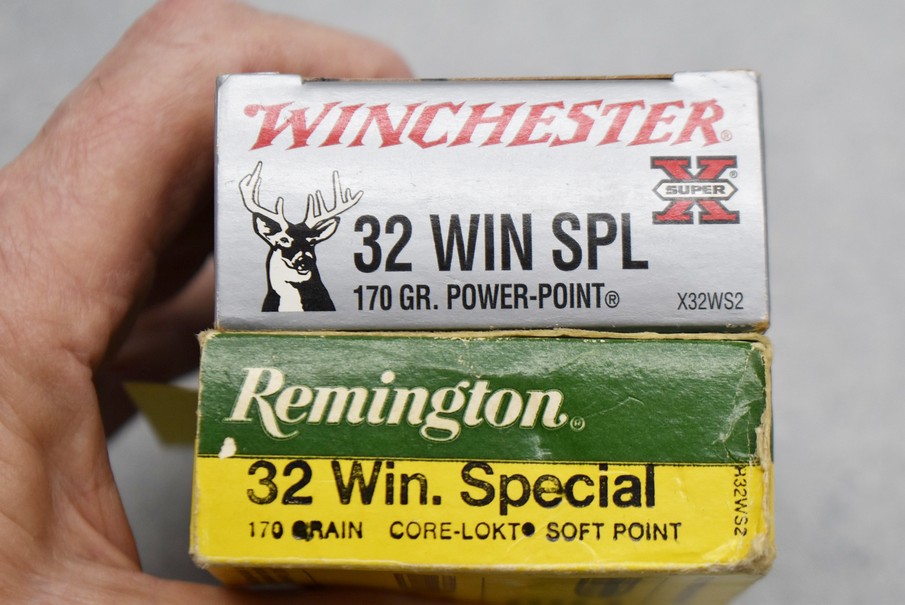 WINCHESTER®
X SUPER ®
32 WIN SPL
170 GR. POWER-POINT®
X32WS2
Remington®
32 Win. Special
170 GRAIN CORE-LOKT® SOFT POINT
R32WS2